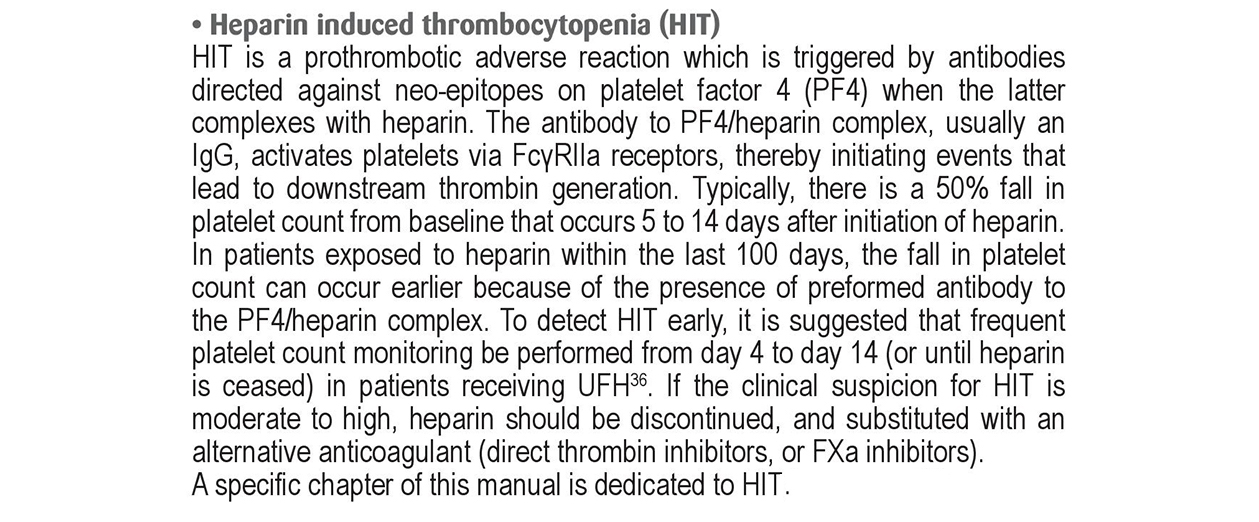 • Heparin induced thrombocytopenia (HIT)
HIT is a prothrombotic adverse reaction which is triggered by antibodies
directed against neo-epitopes on platelet factor 4 (PF4) when the latter
complexes with heparin. The antibody to PF4/heparin complex, usually an
IgG, activates platelets via FcγRIIa receptors, thereby initiating events that
lead to downstream thrombin generation. Typically, there is a 50% fall in
platelet count from baseline that occurs 5 to 14 days after initiation of heparin.
In patients exposed to heparin within the last 100 days, the fall in platelet
count can occur earlier because of the presence of preformed antibody to
the PF4/heparin complex. To detect HIT early, it is suggested that frequent
platelet count monitoring be performed from day 4 to day 14 (or until heparin
is ceased) in patients receiving UFH³⁶. If the clinical suspicion for HIT is
moderate to high, heparin should be discontinued, and substituted with an
alternative anticoagulant (direct thrombin inhibitors, or FXa inhibitors).
A specific chapter of this manual is dedicated to HIT.